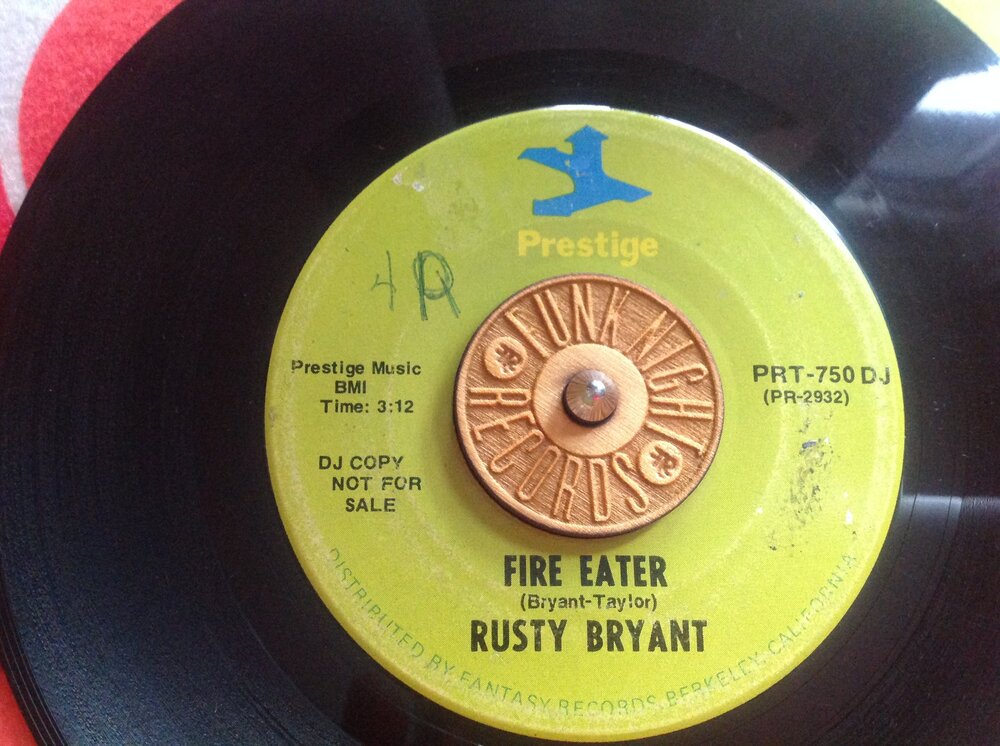 Prestige
4Q
FUNK NIGHT
RECORDS
Prestige Music
BMI
Time: 3:12
PRT-750 DJ
(PR-2932)
DJ COPY
NOT FOR
SALE
FIRE EATER
(Bryant-Taylor)
RUSTY BRYANT
DISTRIBUTED BY FANTASY RECORDS BERKELEY, CALIFORNIA